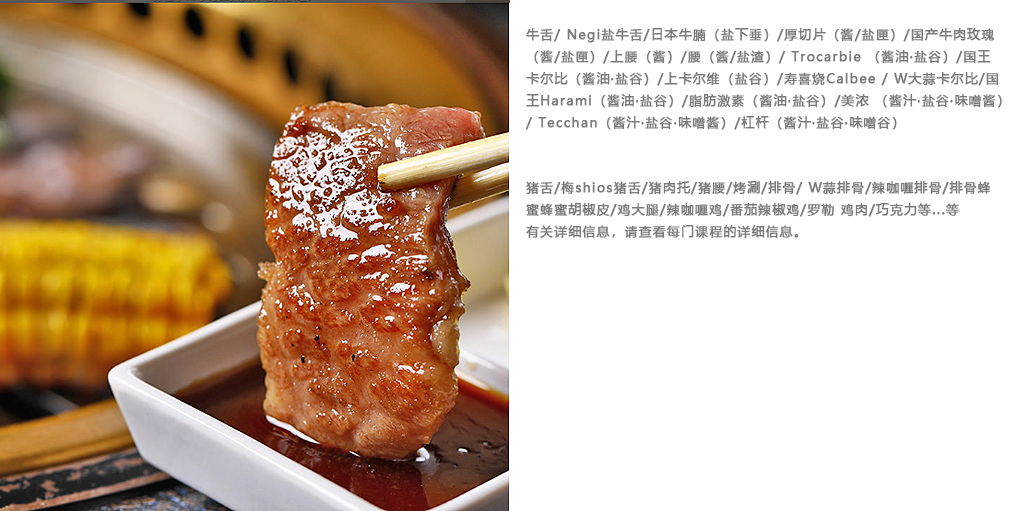 牛舌/ Negi盐牛舌/日本牛腩（盐下垂）/厚切片（酱/盐匣）/国产牛肉玫瑰
（酱/盐匣）/上腰（酱）/腰（酱/盐渣）/ Trocarbie （酱油·盐谷）/国王
卡尔比（酱油·盐谷）/上卡尔维（盐谷）/寿喜烧Calbee / W大蒜卡尔比/国
王Harami（酱油·盐谷）/脂肪激素（酱油·盐谷）/美浓 （酱汁·盐谷·味噌酱）
/ Tecchan（酱汁·盐谷·味噌酱）/杠杆（酱汁·盐谷·味噌谷）
猪舌/梅shios猪舌/猪肉托/猪腰/烤涮/排骨/ W蒜排骨/辣咖喱排骨/排骨蜂
蜜蜂蜜胡椒皮/鸡大腿/辣咖喱鸡/番茄辣椒鸡/罗勒 鸡肉/巧克力等...等
有关详细信息，请查看每门课程的详细信息。